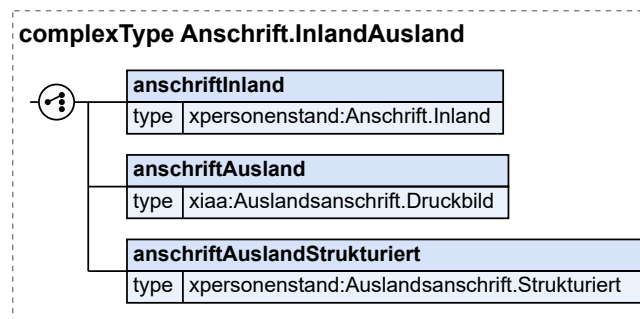 complexType Anschrift.InlandAusland
anschriftInland
type xpersonenstand:Anschrift.Inland
anschriftAusland
type xiaa:Auslandsanschrift.Druckbild
anschriftAuslandStrukturiert
type xpersonenstand:Auslandsanschrift.Strukturiert